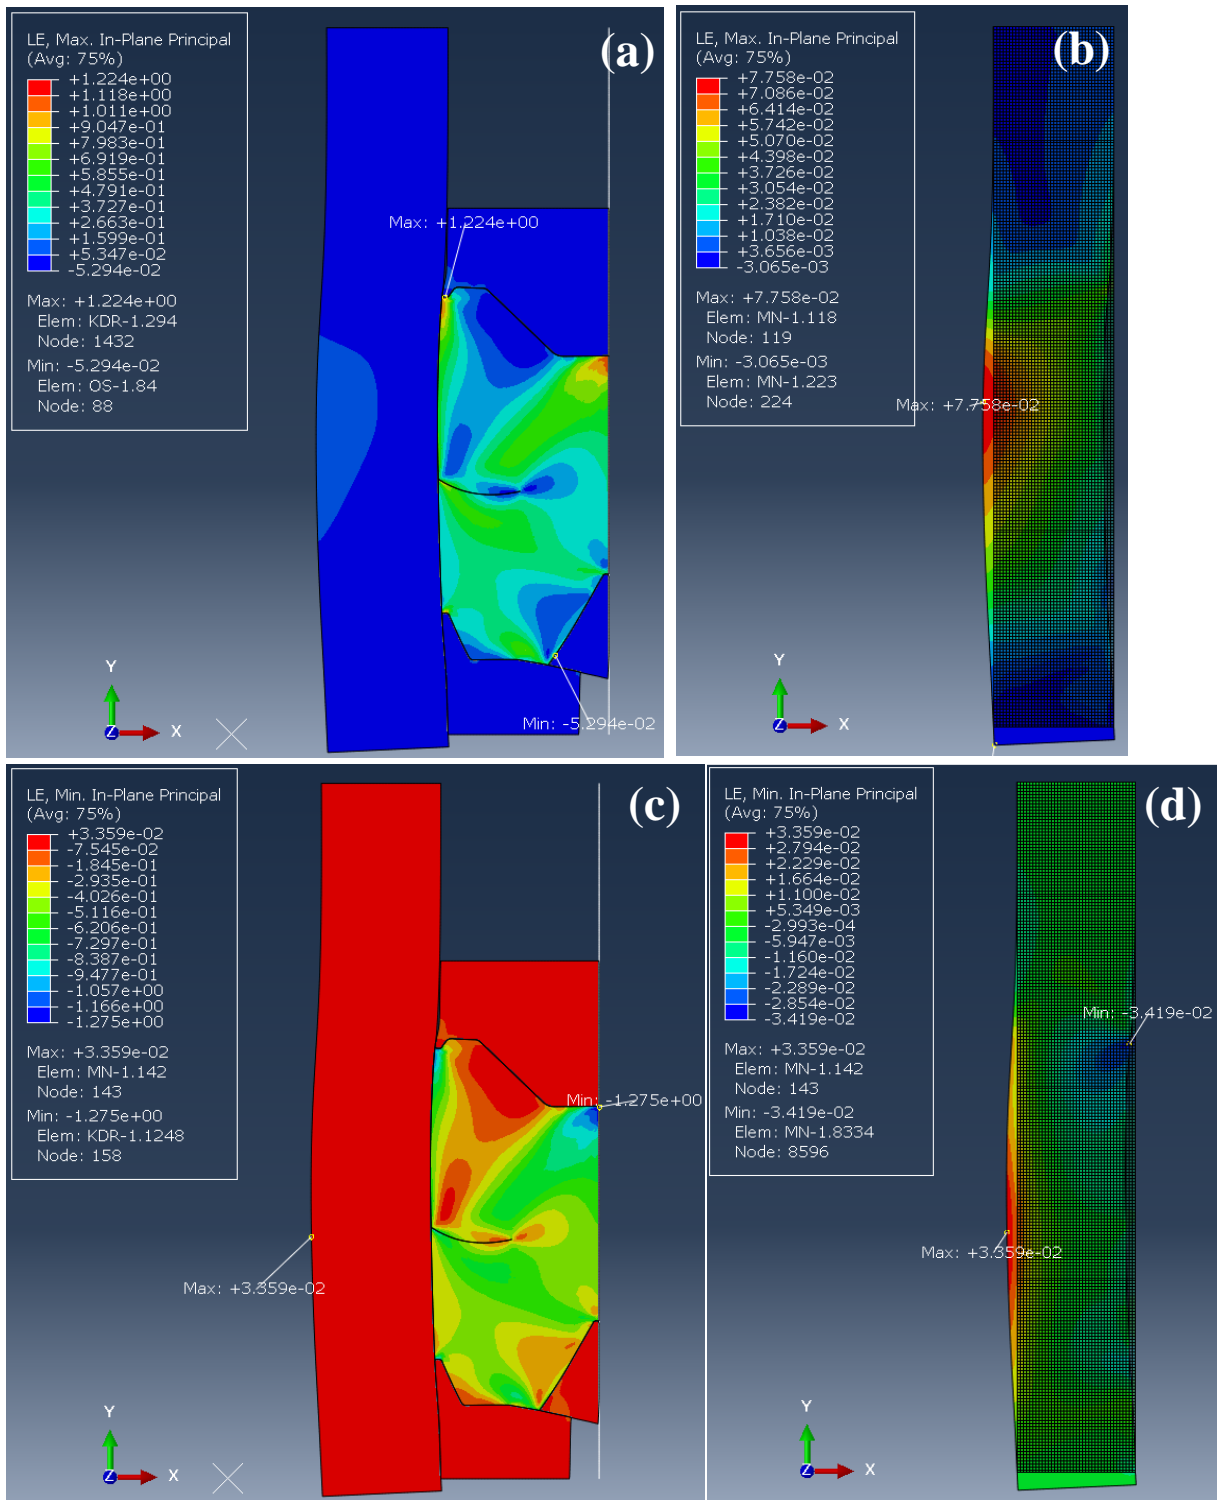 (a)
LE, Max. In-Plane Principal
(Avg: 75%)
+1.224e+00
+1.118e+00
+1.011e+00
+9.047e-01
+7.983e-01
+6.919e-01
+5.855e-01
+4.791e-01
+3.727e-01
+2.663e-01
+1.599e-01
+5.347e-02
-5.294e-02
Max: +1.224e+00
Elem: KDR-1.294
Node: 1432
Min: -5.294e-02
Elem: OS-1.84
Node: 88
Max: +1.224e+00
Min: -5.294e-02
Y
Z
X
(b)
LE, Max. In-Plane Principal
(Avg: 75%)
+7.758e-02
+7.086e-02
+6.414e-02
+5.742e-02
+5.070e-02
+4.398e-02
+3.726e-02
+3.054e-02
+2.382e-02
+1.710e-02
+1.038e-02
+3.656e-03
-3.065e-03
Max: +7.758e-02
Elem: MN-1.118
Node: 119
Min: -3.065e-03
Elem: MN-1.223
Node: 224
Max: +7.758e-02
Y
Z
X
(c)
LE, Min. In-Plane Principal
(Avg: 75%)
+3.359e-02
-7.545e-02
-1.845e-01
-2.935e-01
-4.026e-01
-5.116e-01
-6.206e-01
-7.297e-01
-8.387e-01
-9.477e-01
-1.057e+00
-1.166e+00
-1.275e+00
Max: +3.359e-02
Elem: MN-1.142
Node: 143
Min: -1.275e+00
Elem: KDR-1.1248
Node: 158
Min: -1.275e+00
Max: +3.359e-02
Y
Z
X
(d)
LE, Min. In-Plane Principal
(Avg: 75%)
+3.359e-02
+2.794e-02
+2.229e-02
+1.664e-02
+1.100e-02
+5.349e-03
-2.993e-04
-5.947e-03
-1.160e-02
-1.724e-02
-2.289e-02
-2.854e-02
-3.419e-02
Max: +3.359e-02
Elem: MN-1.142
Node: 143
Min: -3.419e-02
Elem: MN-1.8334
Node: 8596
Min: -3.419e-02
Max: +3.359e-02
Y
Z
X